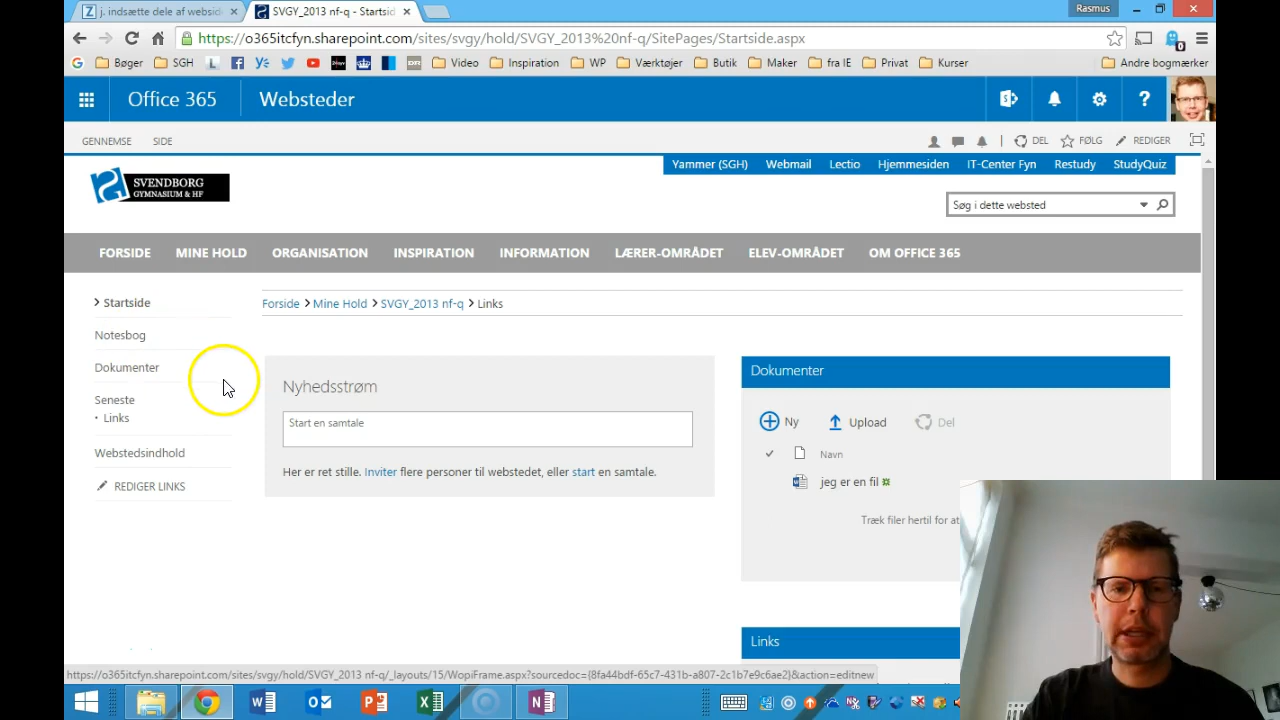 j. indsætte dele af webside
SVGY_2013 nf-q - Startsid
Rasmus
https://o365itcfyn.sharepoint.com/sites/svgy/hold/SVGY_2013%20nf-q/SitePages/Startside.aspx
Bøger SGH Video Inspiration WP Værktøjer Butik Maker fra IE Privat Kurser Andre bogmærker
Office 365 Websteder
GENNEMSE SIDE DEL FØLG REDIGER
Yammer (SGH) Webmail Lectio Hjemmesiden IT-Center Fyn Restudy StudyQuiz
SVENDBORG
GYMNASIUM & HF
Søg i dette websted
FORSIDE MINE HOLD ORGANISATION INSPIRATION INFORMATION LÆRER-OMRÅDET ELEV-OMRÅDET OM OFFICE 365
Startside
Notesbog
Dokumenter
Seneste
Links
Webstedsindhold
REDIGER LINKS
Forside Mine Hold SVGY_2013 nf-q Links
Nyhedsstrøm
Start en samtale
Her er ret stille. Inviter flere personer til webstedet, eller start en samtale.
Dokumenter
Ny Upload Del
Navn
jeg er en fil
Træk filer hertil for at
Links
https://o365itcfyn.sharepoint.com/sites/svgy/hold/SVGY_2013 nf-q/_layouts/15/WopiFrame.aspx?sourcedoc={8fa44bdf-65c7-431b-a807-2c1b7e9c6ae2}&action=editnew